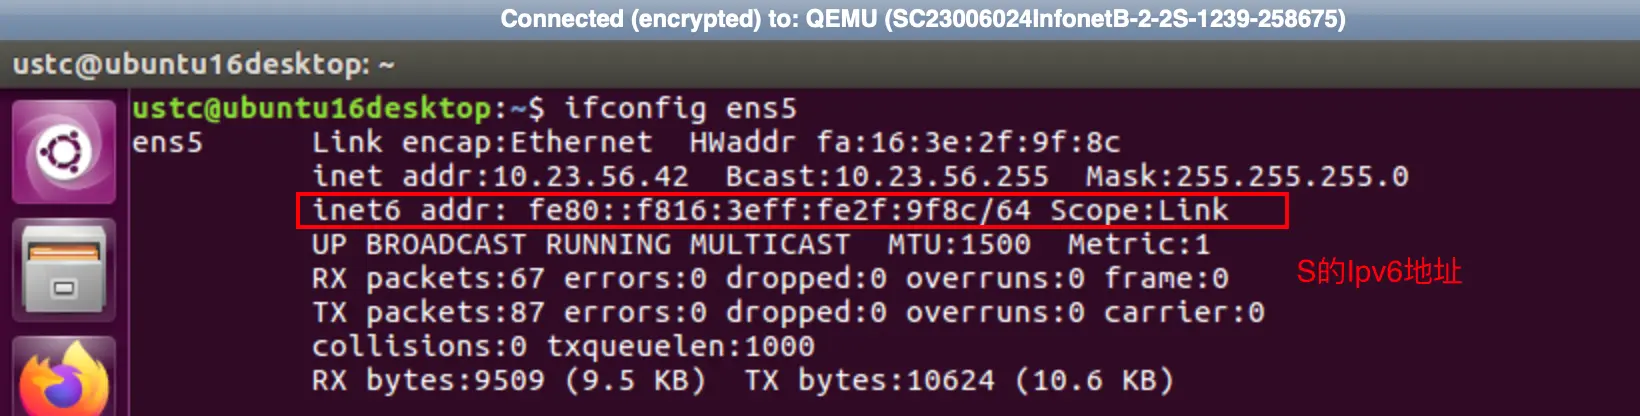 Connected (encrypted) to: QEMU (SC23006024InfonetB-2-2S-1239-258675)
ustc@ubuntu16desktop: ~
ustc@ubuntu16desktop:~$ ifconfig ens5
ens5 Link encap:Ethernet HWaddr fa:16:3e:2f:9f:8c
inet addr:10.23.56.42 Bcast:10.23.56.255 Mask:255.255.255.0
inet6 addr: fe80::f816:3eff:fe2f:9f8c/64 Scope:Link
UP BROADCAST RUNNING MULTICAST MTU:1500 Metric:1
RX packets:67 errors:0 dropped:0 overruns:0 frame:0
S的Ipv6地址
TX packets:87 errors:0 dropped:0 overruns:0 carrier:0
collisions:0 txqueuelen:1000
RX bytes:9509 (9.5 KB) TX bytes:10624 (10.6 KB)